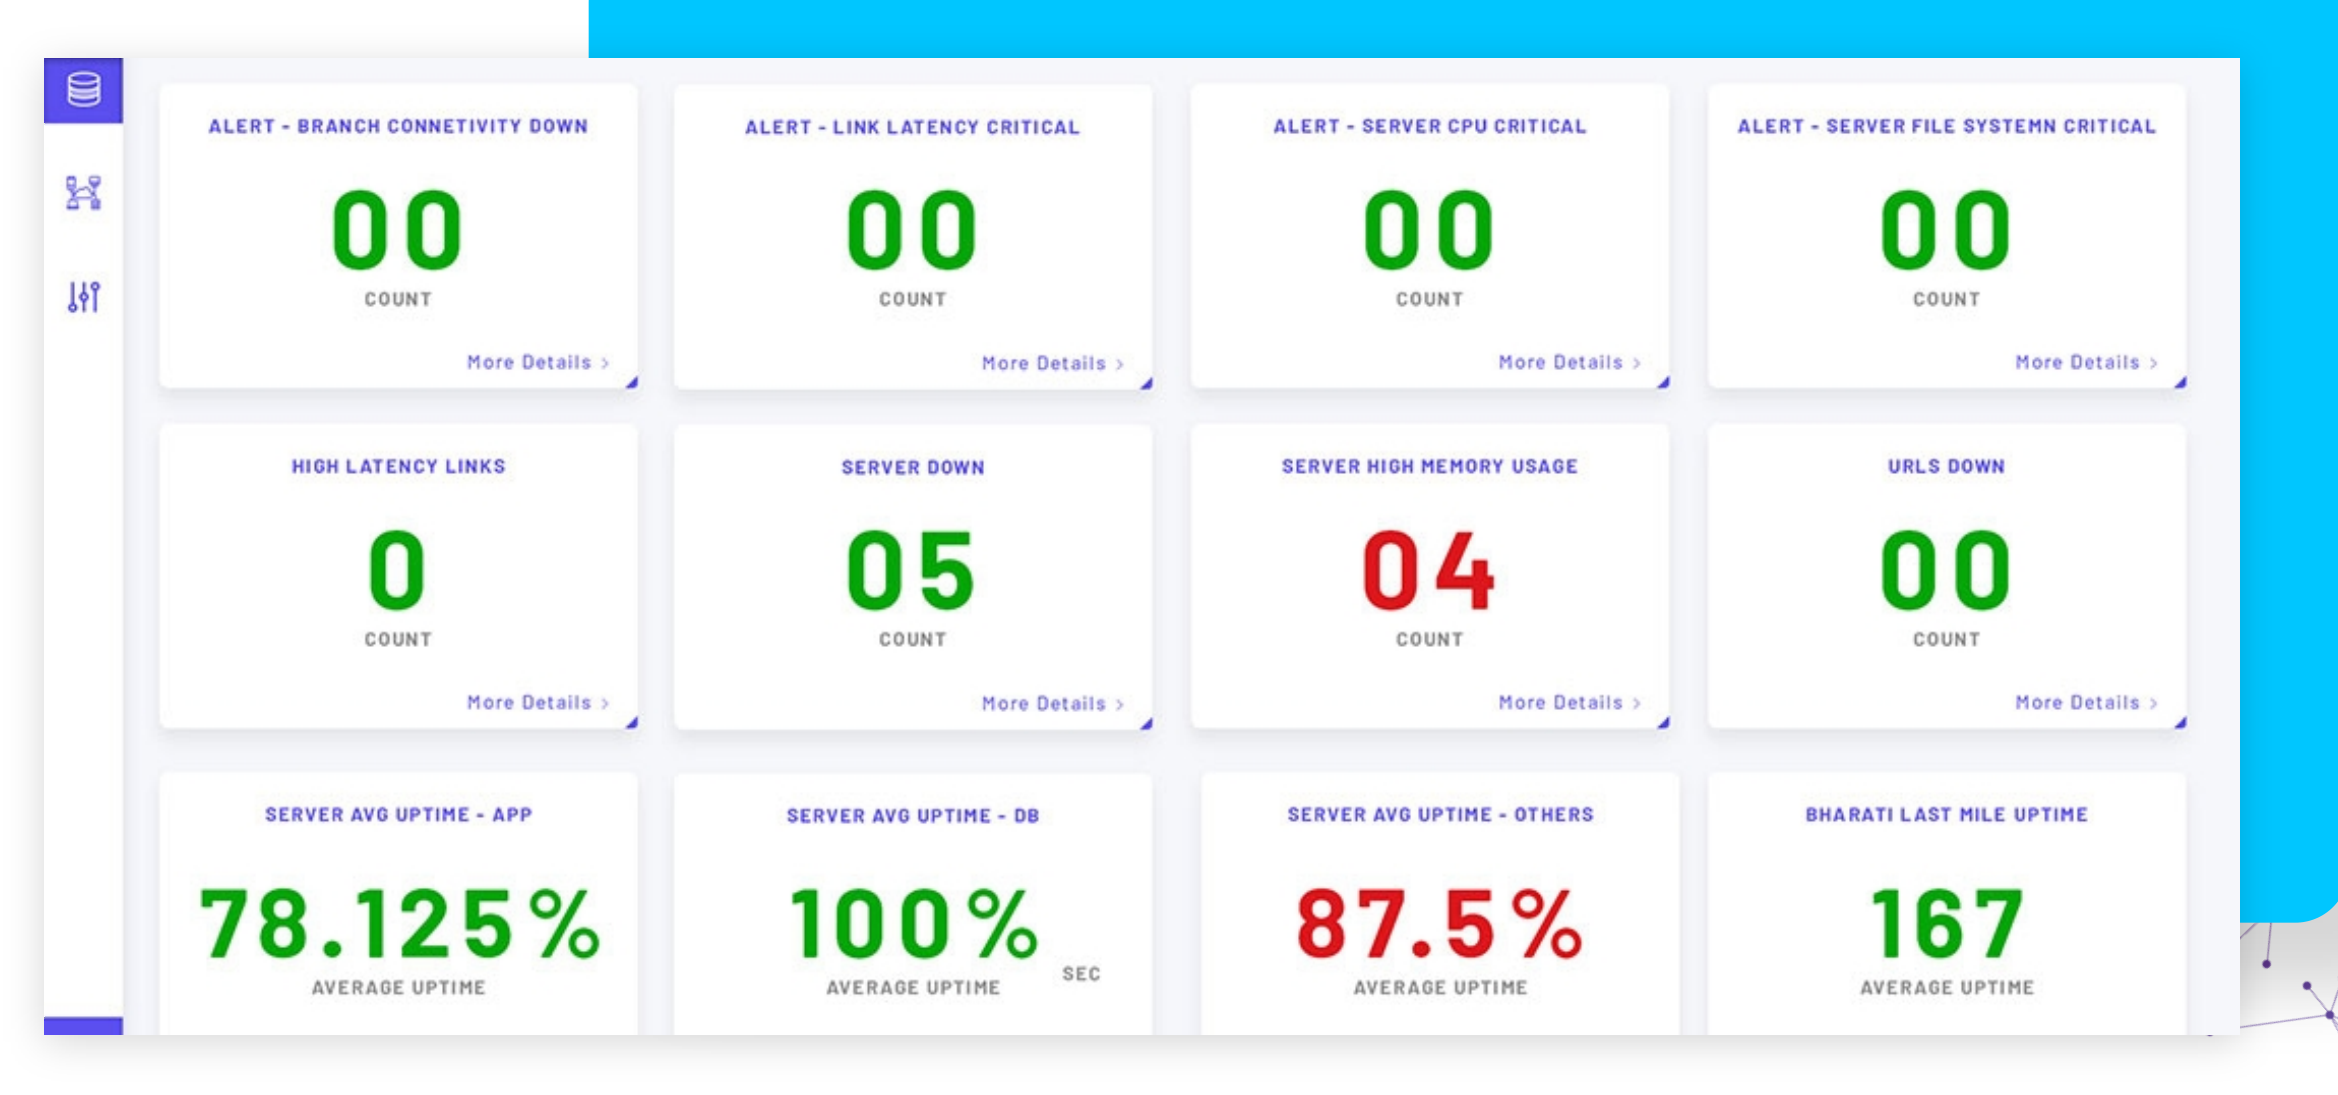 ALERT - BRANCH CONNETIVITY DOWN
00
COUNT
More Details >
ALERT - LINK LATENCY CRITICAL
00
COUNT
More Details >
ALERT - SERVER CPU CRITICAL
00
COUNT
More Details >
ALERT - SERVER FILE SYSTEMN CRITICAL
00
COUNT
More Details >
HIGH LATENCY LINKS
0
COUNT
More Details >
SERVER DOWN
05
COUNT
More Details >
SERVER HIGH MEMORY USAGE
04
COUNT
More Details >
URLS DOWN
00
COUNT
More Details >
SERVER AVG UPTIME - APP
78.125%
AVERAGE UPTIME
SERVER AVG UPTIME - DB
100%
AVERAGE UPTIME
SEC
SERVER AVG UPTIME - OTHERS
87.5%
AVERAGE UPTIME
BHARATI LAST MILE UPTIME
167
AVERAGE UPTIME